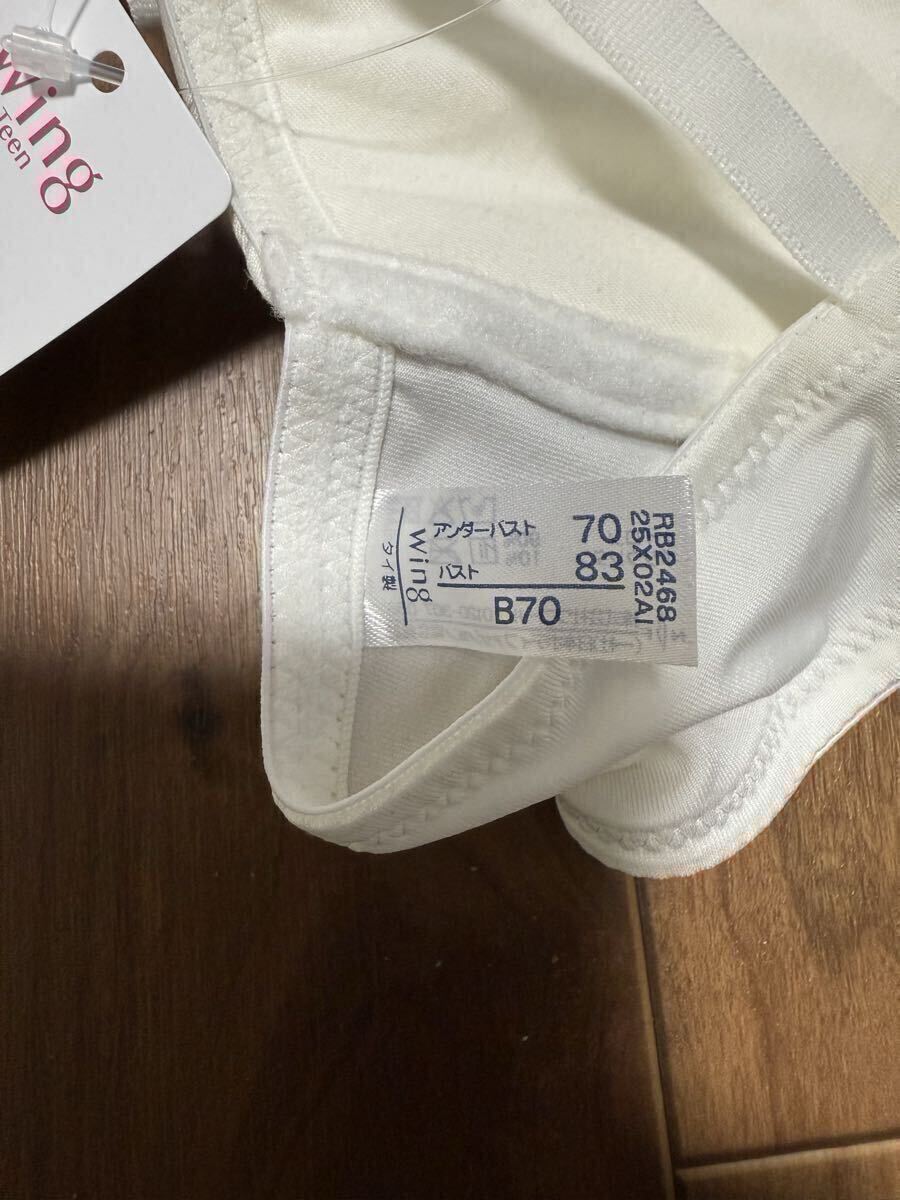 wing
Teen
アンダーバスト 70
バスト 83
B70
RB2468
25X02AI
Wing
タイ製